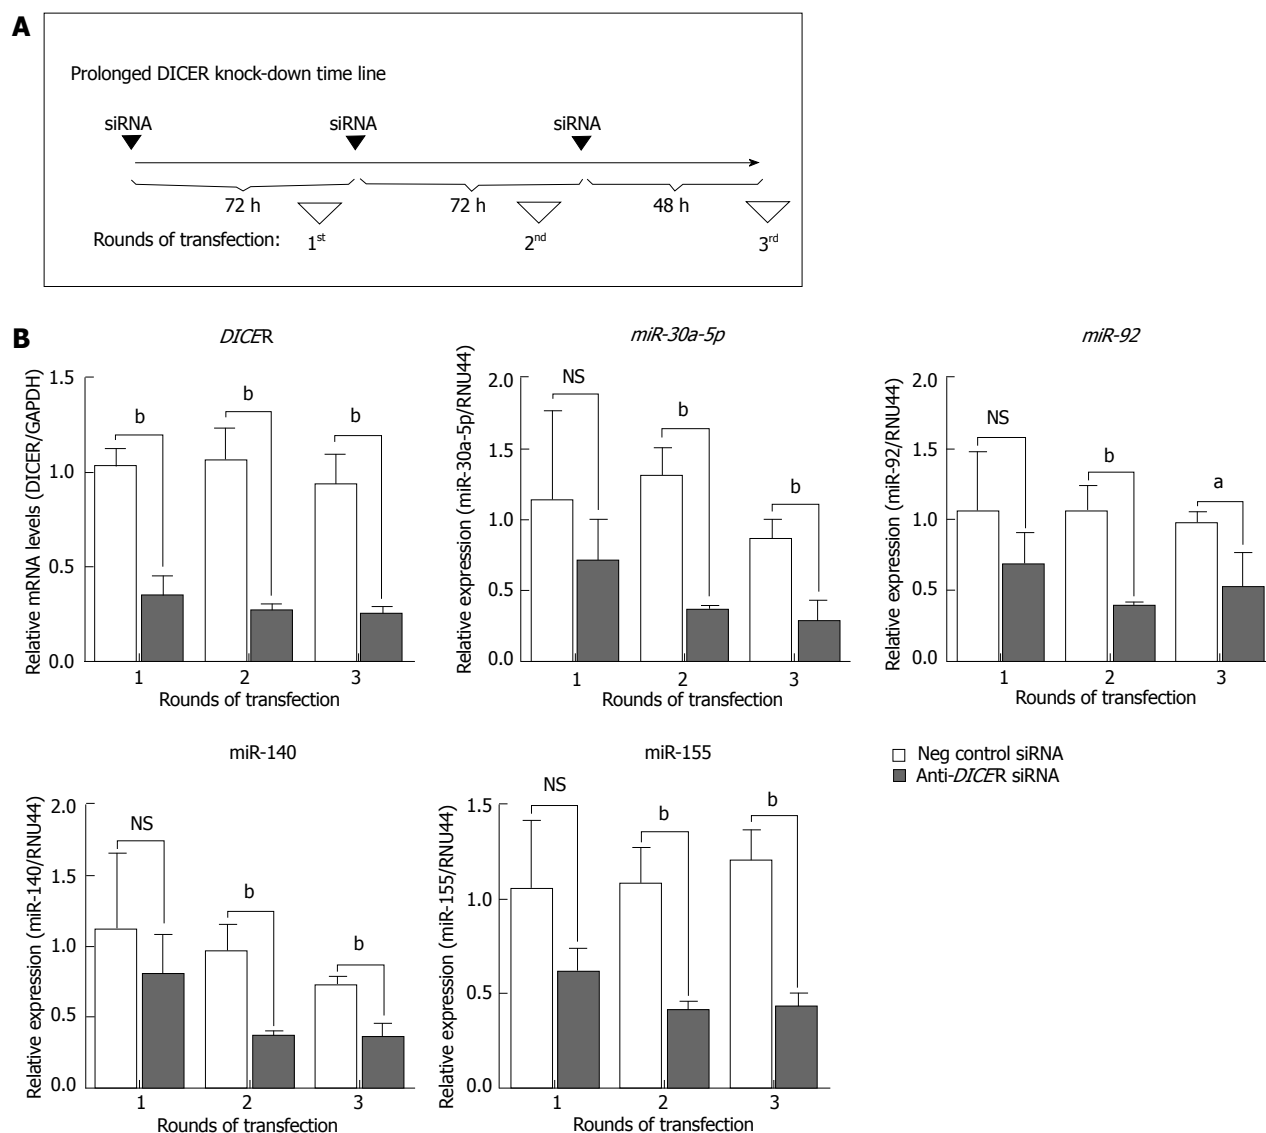 A
Prolonged DICER knock-down time line
siRNA siRNA siRNA
72 h 72 h 48 h
Rounds of transfection: 1st 2nd 3rd
B
DICER
Relative mRNA levels (DICER/GAPDH)
1.5
1.0
0.5
0.0
b b b
1 2 3
Rounds of transfection
miR-30a-5p
Relative expression (miR-30a-5p/RNU44)
2.0
1.5
1.0
0.5
0.0
NS b b
1 2 3
Rounds of transfection
miR-92
Relative expression (miR-92/RNU44)
2.0
1.5
1.0
0.5
0.0
NS b a
1 2 3
Rounds of transfection
miR-140
Relative expression (miR-140/RNU44)
2.0
1.5
1.0
0.5
0.0
NS b b
1 2 3
Rounds of transfection
miR-155
Relative expression (miR-155/RNU44)
1.5
1.0
0.5
0.0
NS b b
1 2 3
Rounds of transfection
Neg control siRNA
Anti-DICER siRNA